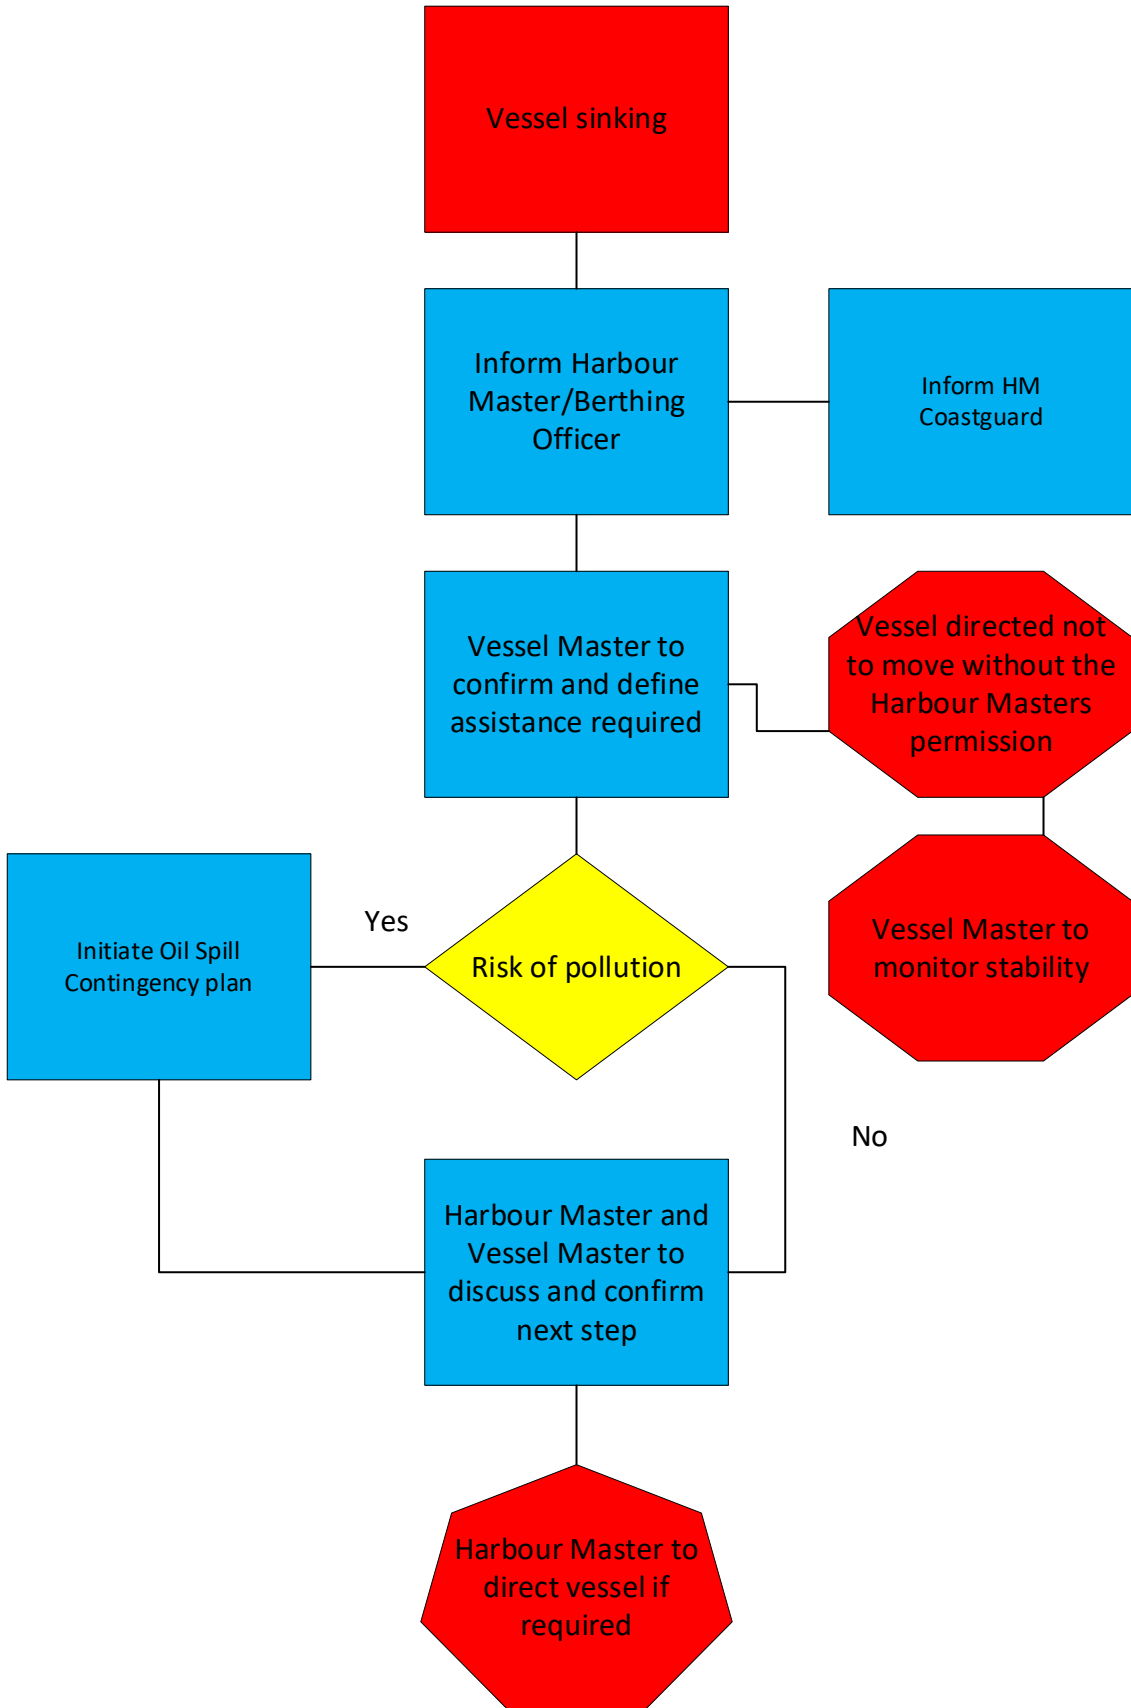 Vessel sinking
Inform Harbour
Master/Berthing
Officer
Inform HM
Coastguard
Vessel Master to
confirm and define
assistance required
Vessel directed not
to move without the
Harbour Masters
permission
Yes
Initiate Oil Spill
Contingency plan
Risk of pollution
Vessel Master to
monitor stability
No
Harbour Master and
Vessel Master to
discuss and confirm
next step
Harbour Master to
direct vessel if
required